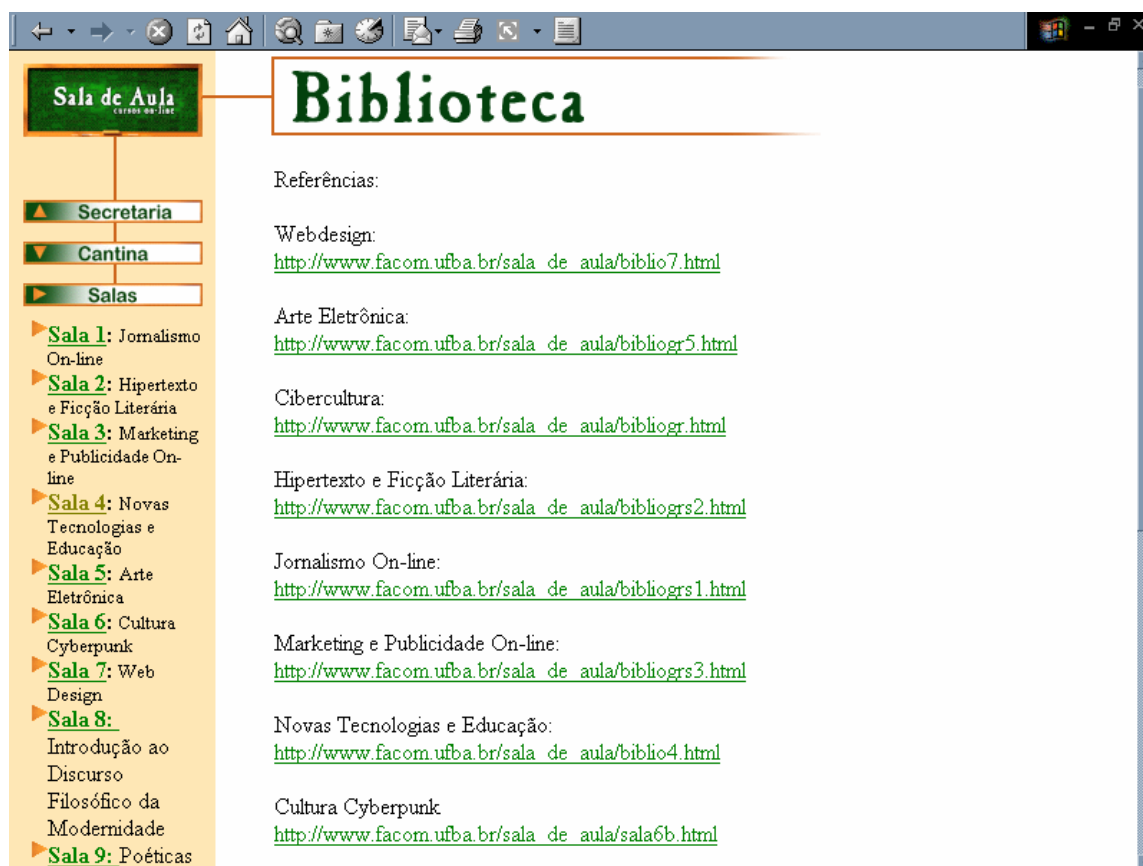 Sala de Aula
cursos on-line
Secretaria
Cantina
Salas
Sala 1: Jornalismo
On-line
Sala 2: Hipertexto
e Ficção Literária
Sala 3: Marketing
e Publicidade On-
line
Sala 4: Novas
Tecnologias e
Educação
Sala 5: Arte
Eletrônica
Sala 6: Cultura
Cyberpunk
Sala 7: Web
Design
Sala 8:
Introdução ao
Discurso
Filosófico da
Modernidade
Sala 9: Poéticas
Biblioteca
Referências:
Webdesign:
http://www.facom.ufba.br/sala_de_aula/biblio7.html
Arte Eletrônica:
http://www.facom.ufba.br/sala_de_aula/bibliogr5.html
Cibercultura:
http://www.facom.ufba.br/sala_de_aula/bibliogr.html
Hipertexto e Ficção Literária:
http://www.facom.ufba.br/sala_de_aula/bibliogrs2.html
Jornalismo On-line:
http://www.facom.ufba.br/sala_de_aula/bibliogrs1.html
Marketing e Publicidade On-line:
http://www.facom.ufba.br/sala_de_aula/bibliogrs3.html
Novas Tecnologias e Educação:
http://www.facom.ufba.br/sala_de_aula/biblio4.html
Cultura Cyberpunk
http://www.facom.ufba.br/sala_de_aula/sala6b.html